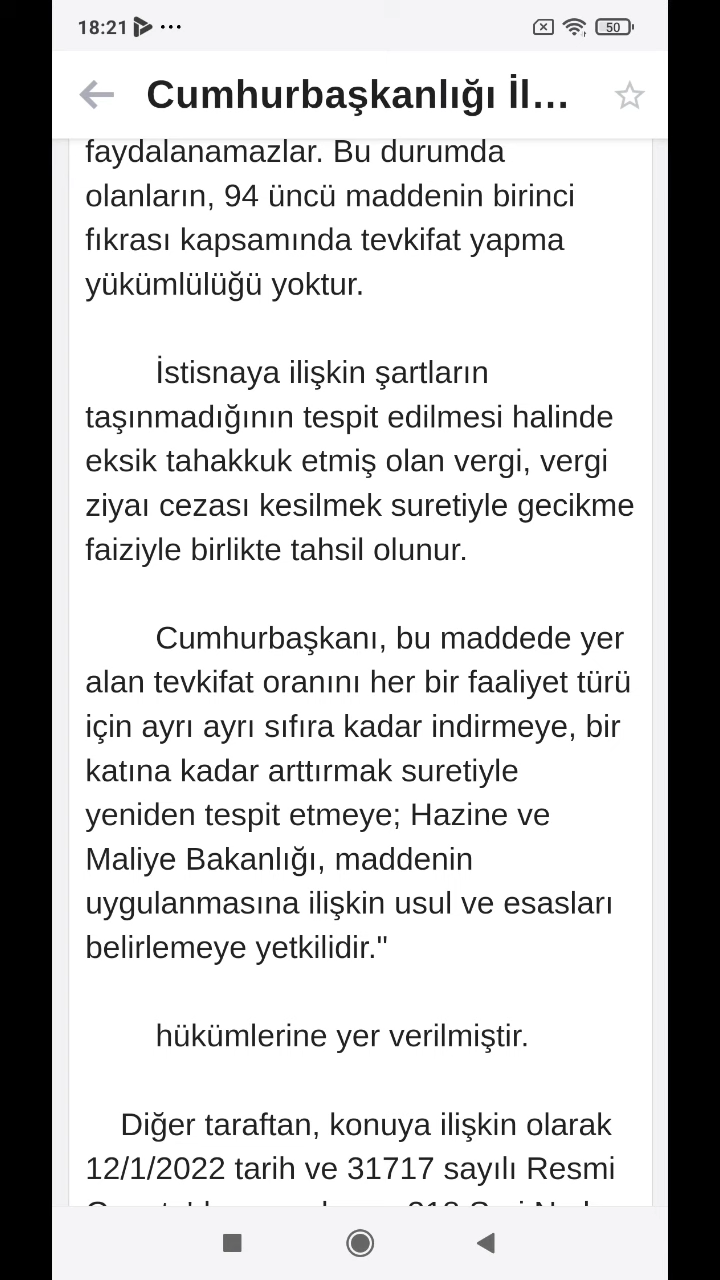 18:21
50
Cumhurbaşkanlığı İl...
faydalanamazlar. Bu durumda
olanların, 94 üncü maddenin birinci
fıkrası kapsamında tevkifat yapma
yükümlülüğü yoktur.
İstisnaya ilişkin şartların
taşınmadığının tespit edilmesi halinde
eksik tahakkuk etmiş olan vergi, vergi
ziyaı cezası kesilmek suretiyle gecikme
faiziyle birlikte tahsil olunur.
Cumhurbaşkanı, bu maddede yer
alan tevkifat oranını her bir faaliyet türü
için ayrı ayrı sıfıra kadar indirmeye, bir
katına kadar arttırmak suretiyle
yeniden tespit etmeye; Hazine ve
Maliye Bakanlığı, maddenin
uygulanmasına ilişkin usul ve esasları
belirlemeye yetkilidir."
hükümlerine yer verilmiştir.
Diğer taraftan, konuya ilişkin olarak
12/1/2022 tarih ve 31717 sayılı Resmi